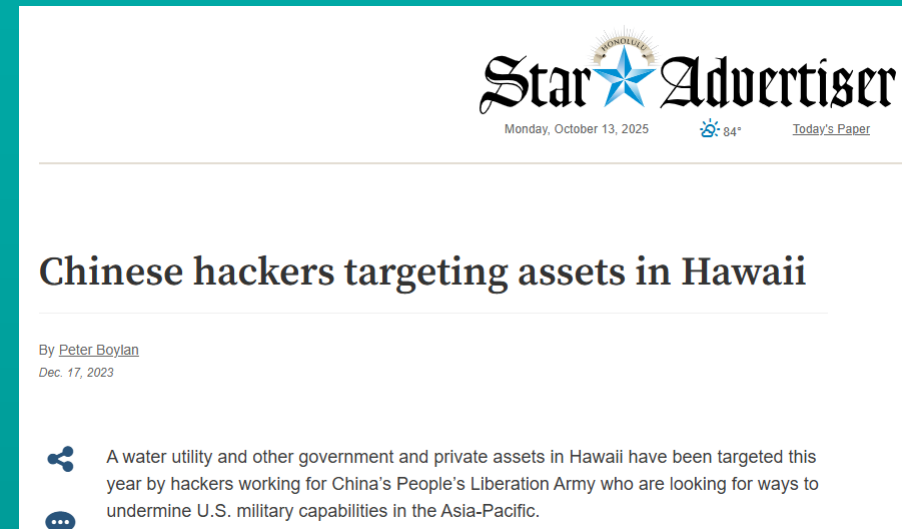 HONOLULU
Star Advertiser
Monday, October 13, 2025 84° Today's Paper
Chinese hackers targeting assets in Hawaii
By Peter Boylan
Dec. 17, 2023
A water utility and other government and private assets in Hawaii have been targeted this
year by hackers working for China’s People’s Liberation Army who are looking for ways to
undermine U.S. military capabilities in the Asia-Pacific.